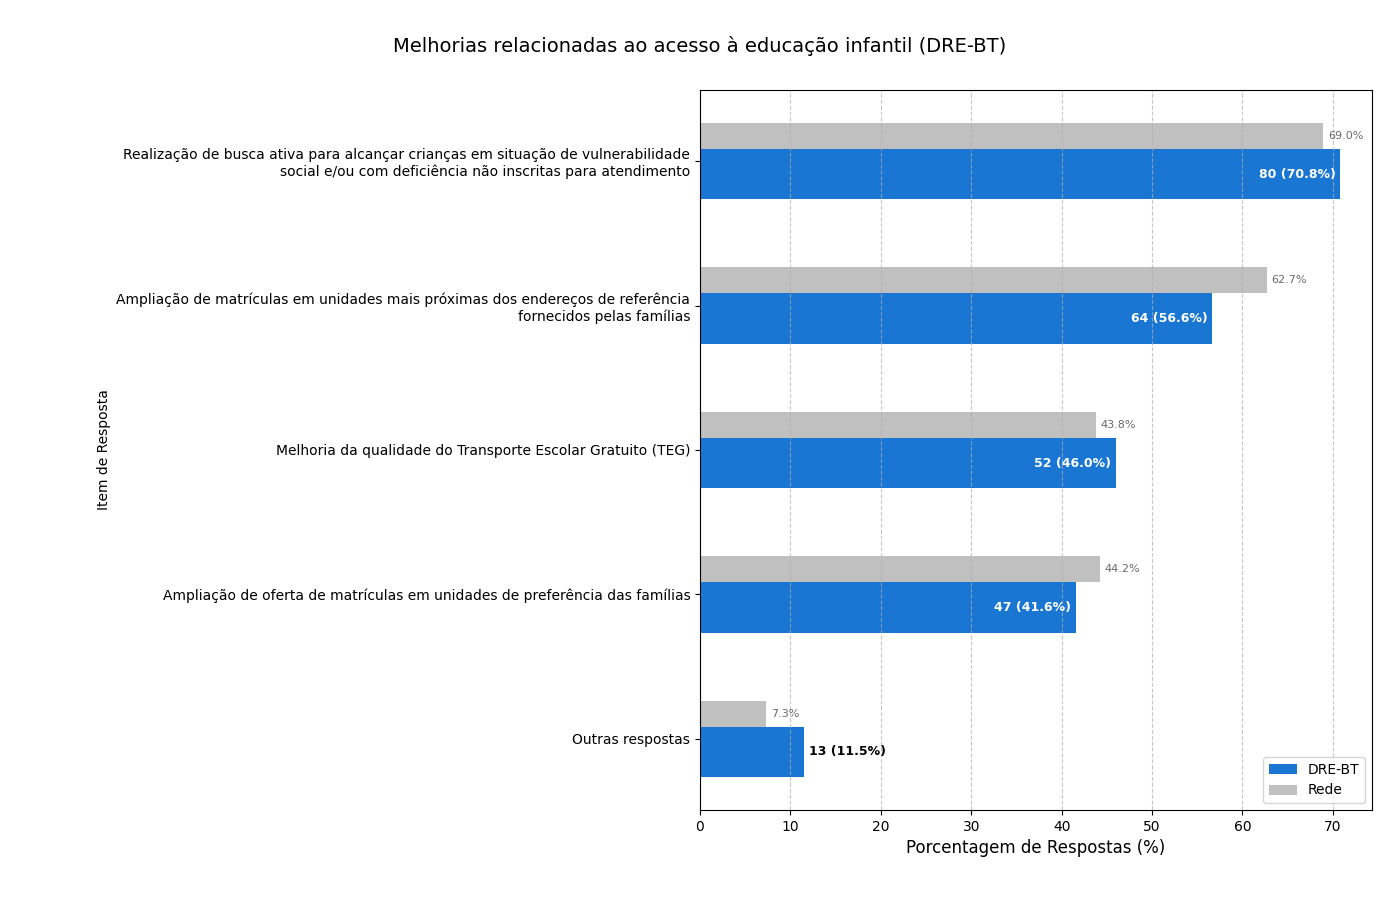 Melhorias relacionadas ao acesso à educação infantil (DRE-BT)
Item de Resposta
Realização de busca ativa para alcançar crianças em situação de vulnerabilidade
social e/ou com deficiência não inscritas para atendimento
69.0%
80 (70.8%)
Ampliação de matrículas em unidades mais próximas dos endereços de referência
fornecidos pelas famílias
62.7%
64 (56.6%)
Melhoria da qualidade do Transporte Escolar Gratuito (TEG)
43.8%
52 (46.0%)
Ampliação de oferta de matrículas em unidades de preferência das famílias
44.2%
47 (41.6%)
Outras respostas
7.3%
13 (11.5%)
DRE-BT
Rede
0 10 20 30 40 50 60 70
Porcentagem de Respostas (%)